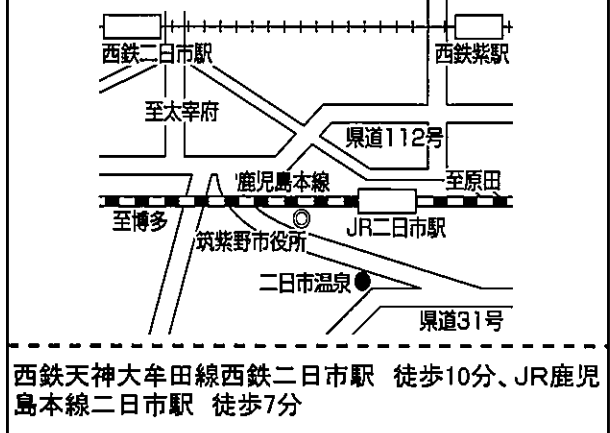 西鉄二日市駅
西鉄紫駅
至太宰府
県道112号
鹿児島本線
至原田
至博多
JR二日市駅
筑紫野市役所
二日市温泉
県道31号
西鉄天神大牟田線西鉄二日市駅 徒歩10分、JR鹿児
島本線二日市駅 徒歩7分